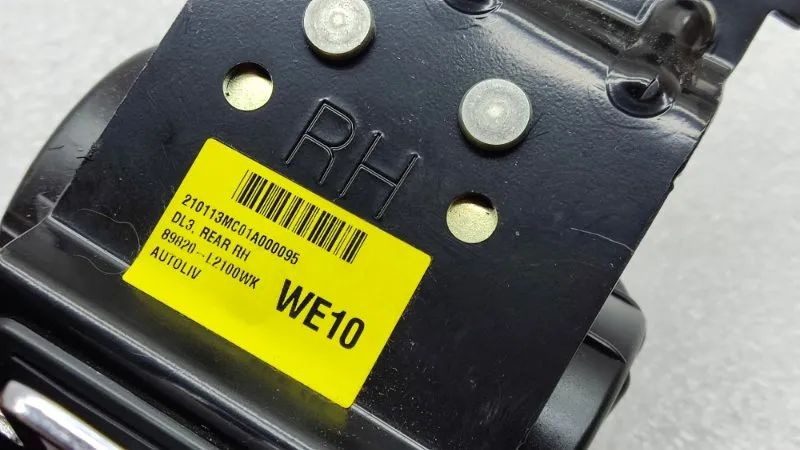 RH
210113MC01A000095
DL3, REAR RH
89820-L2100WK
AUTOLIV
WE10